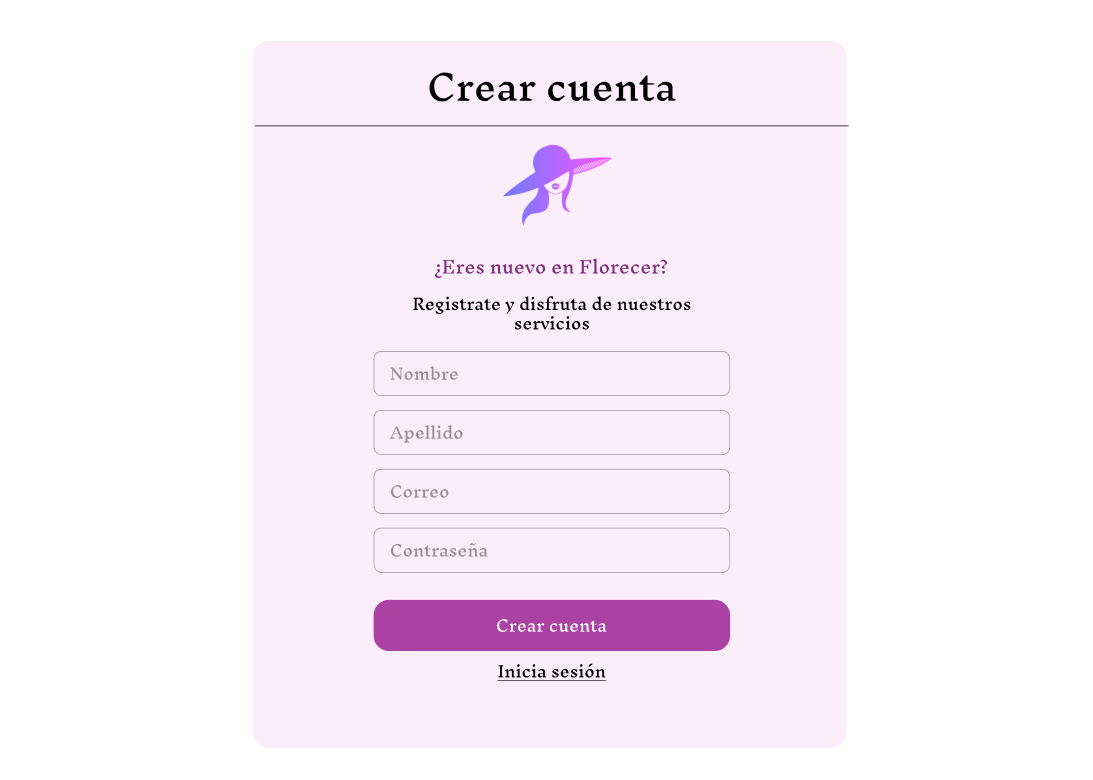 Crear cuenta
¿Eres nuevo en Florecer?
Registrate y disfruta de nuestros
servicios
Nombre
Apellido
Correo
Contraseña
Crear cuenta
Inicia sesión